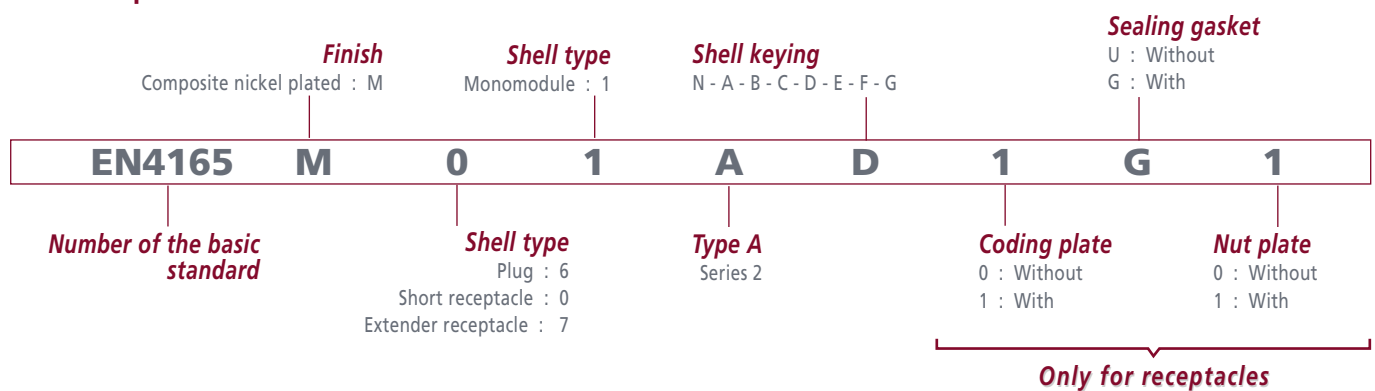 Finish
Composite nickel plated : M
Shell type
Monomodule : 1
Shell keying
N - A - B - C - D - E - F - G
Sealing gasket
U : Without
G : With
EN4165 M 0 1 A D 1 G 1
Number of the basic
standard
Shell type
Plug : 6
Short receptacle : 0
Extender receptacle : 7
Type A
Series 2
Coding plate
0 : Without
1 : With
Nut plate
0 : Without
1 : With
Only for receptacles